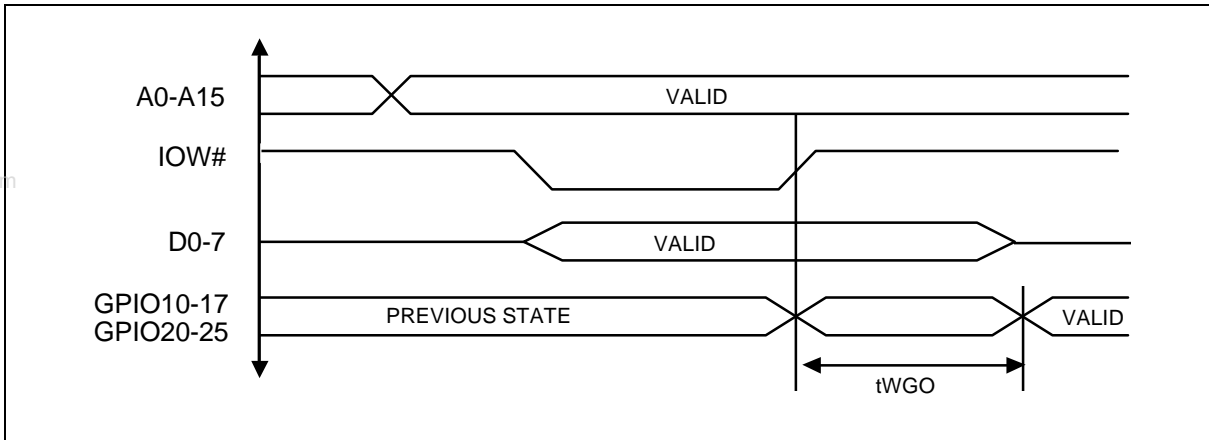 A0-A15
VALID
IOW#
m
D0-7
VALID
GPIO10-17
GPIO20-25
PREVIOUS STATE
VALID
tWGO